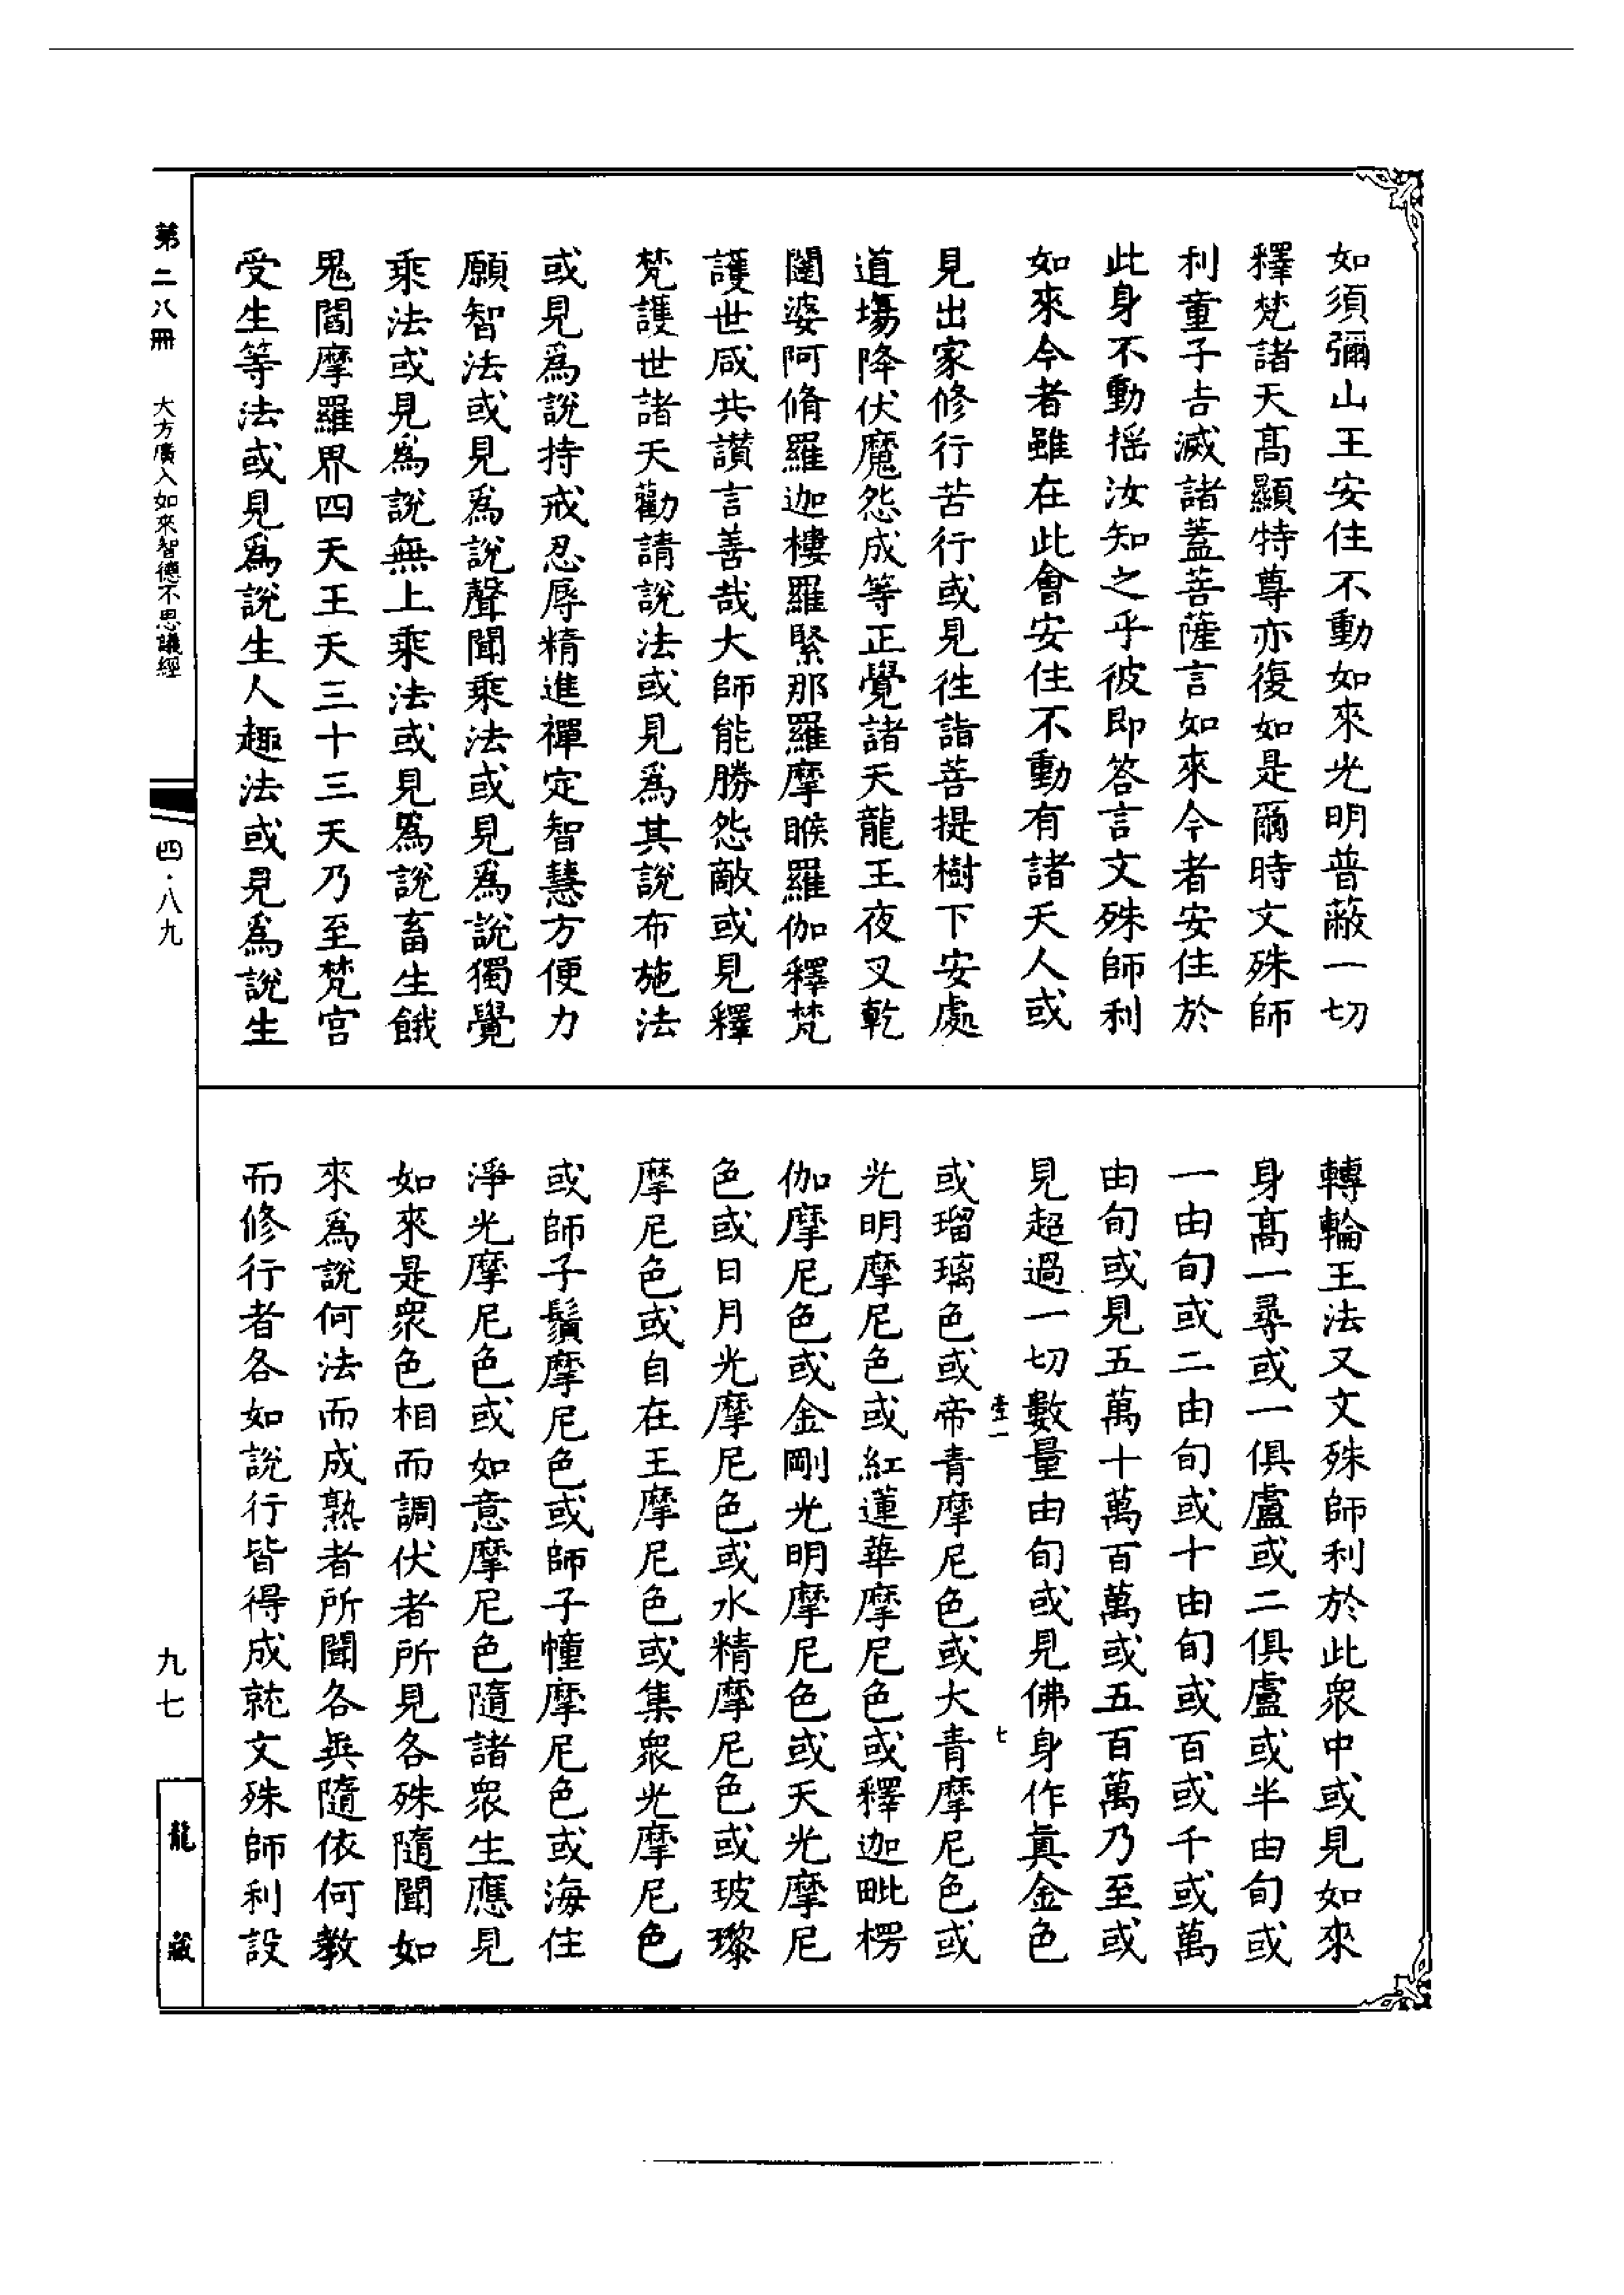 如須彌山王安住不動如來光明普蔽一切
釋梵諸天髙顯特尊亦復如是爾時文殊師
利童子告滅諸蓋菩薩言如來今者安住於
此身不動揺汝知之乎彼即答言文殊師利
如來今者雖在此會安住不動有諸天人或
見出家修行苦行或見往詣菩提樹下安處
道場降伏魔怨成等正覺諸天龍王夜叉乾
闥婆阿脩羅迦樓羅緊那羅摩睺羅伽釋梵
護世咸共讚言善哉大師能勝怨敵或見釋
梵護世諸天勸請說法或見爲其說布施法
或見爲說持戒忍辱精進禪定智慧方便力
願智法或見爲說聲聞乘法或見爲說獨覺
乘法或見爲說無上乘法或見爲說畜生餓
鬼閻摩羅界四天王天三十三天乃至梵宮
受生等法或見爲說生人趣法或見爲說生
轉輪王法又文殊師利於此衆中或見如來
身髙一尋或一俱盧或二俱盧或半由旬或
一由旬或二由旬或十由旬或百或千或萬
由旬或見五萬十萬百萬或五百萬乃至或
見超過一切數量由旬或見佛身作真金色
壹一 七
或瑠璃色或帝青摩尼色或大青摩尼色或
光明摩尼色或紅蓮華摩尼色或釋迦毗楞
伽摩尼色或金剛光明摩尼色或天光摩尼
色或日月光摩尼色或水精摩尼色或玻瓈
摩尼色或自在王摩尼色或集衆光摩尼色
或師子鬚摩尼色或師子幢摩尼色或海住
淨光摩尼色或如意摩尼色隨諸衆生應見
如來是衆色相而調伏者所見各殊隨聞如
來爲說何法而成熟者所聞各異隨依何教
而修行者各如說行皆得成就文殊師利設
第二八冊 大方廣入如來智德不思議經 四·八九
九七
龍藏